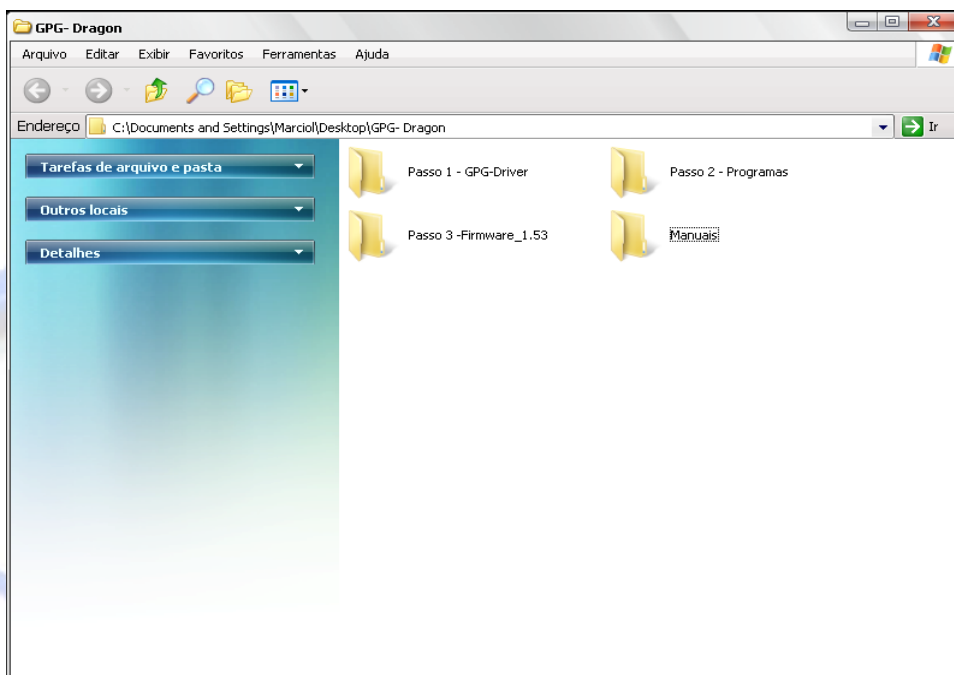 GPG- Dragon
Arquivo Editar Exibir Favoritos Ferramentas Ajuda
Endereço C:\Documents and Settings\Marciol\Desktop\GPG- Dragon Ir
Tarefas de arquivo e pasta
Outros locais
Detalhes
Passo 1 - GPG-Driver Passo 2 - Programas
Passo 3 -Firmware_1.53 Manuais